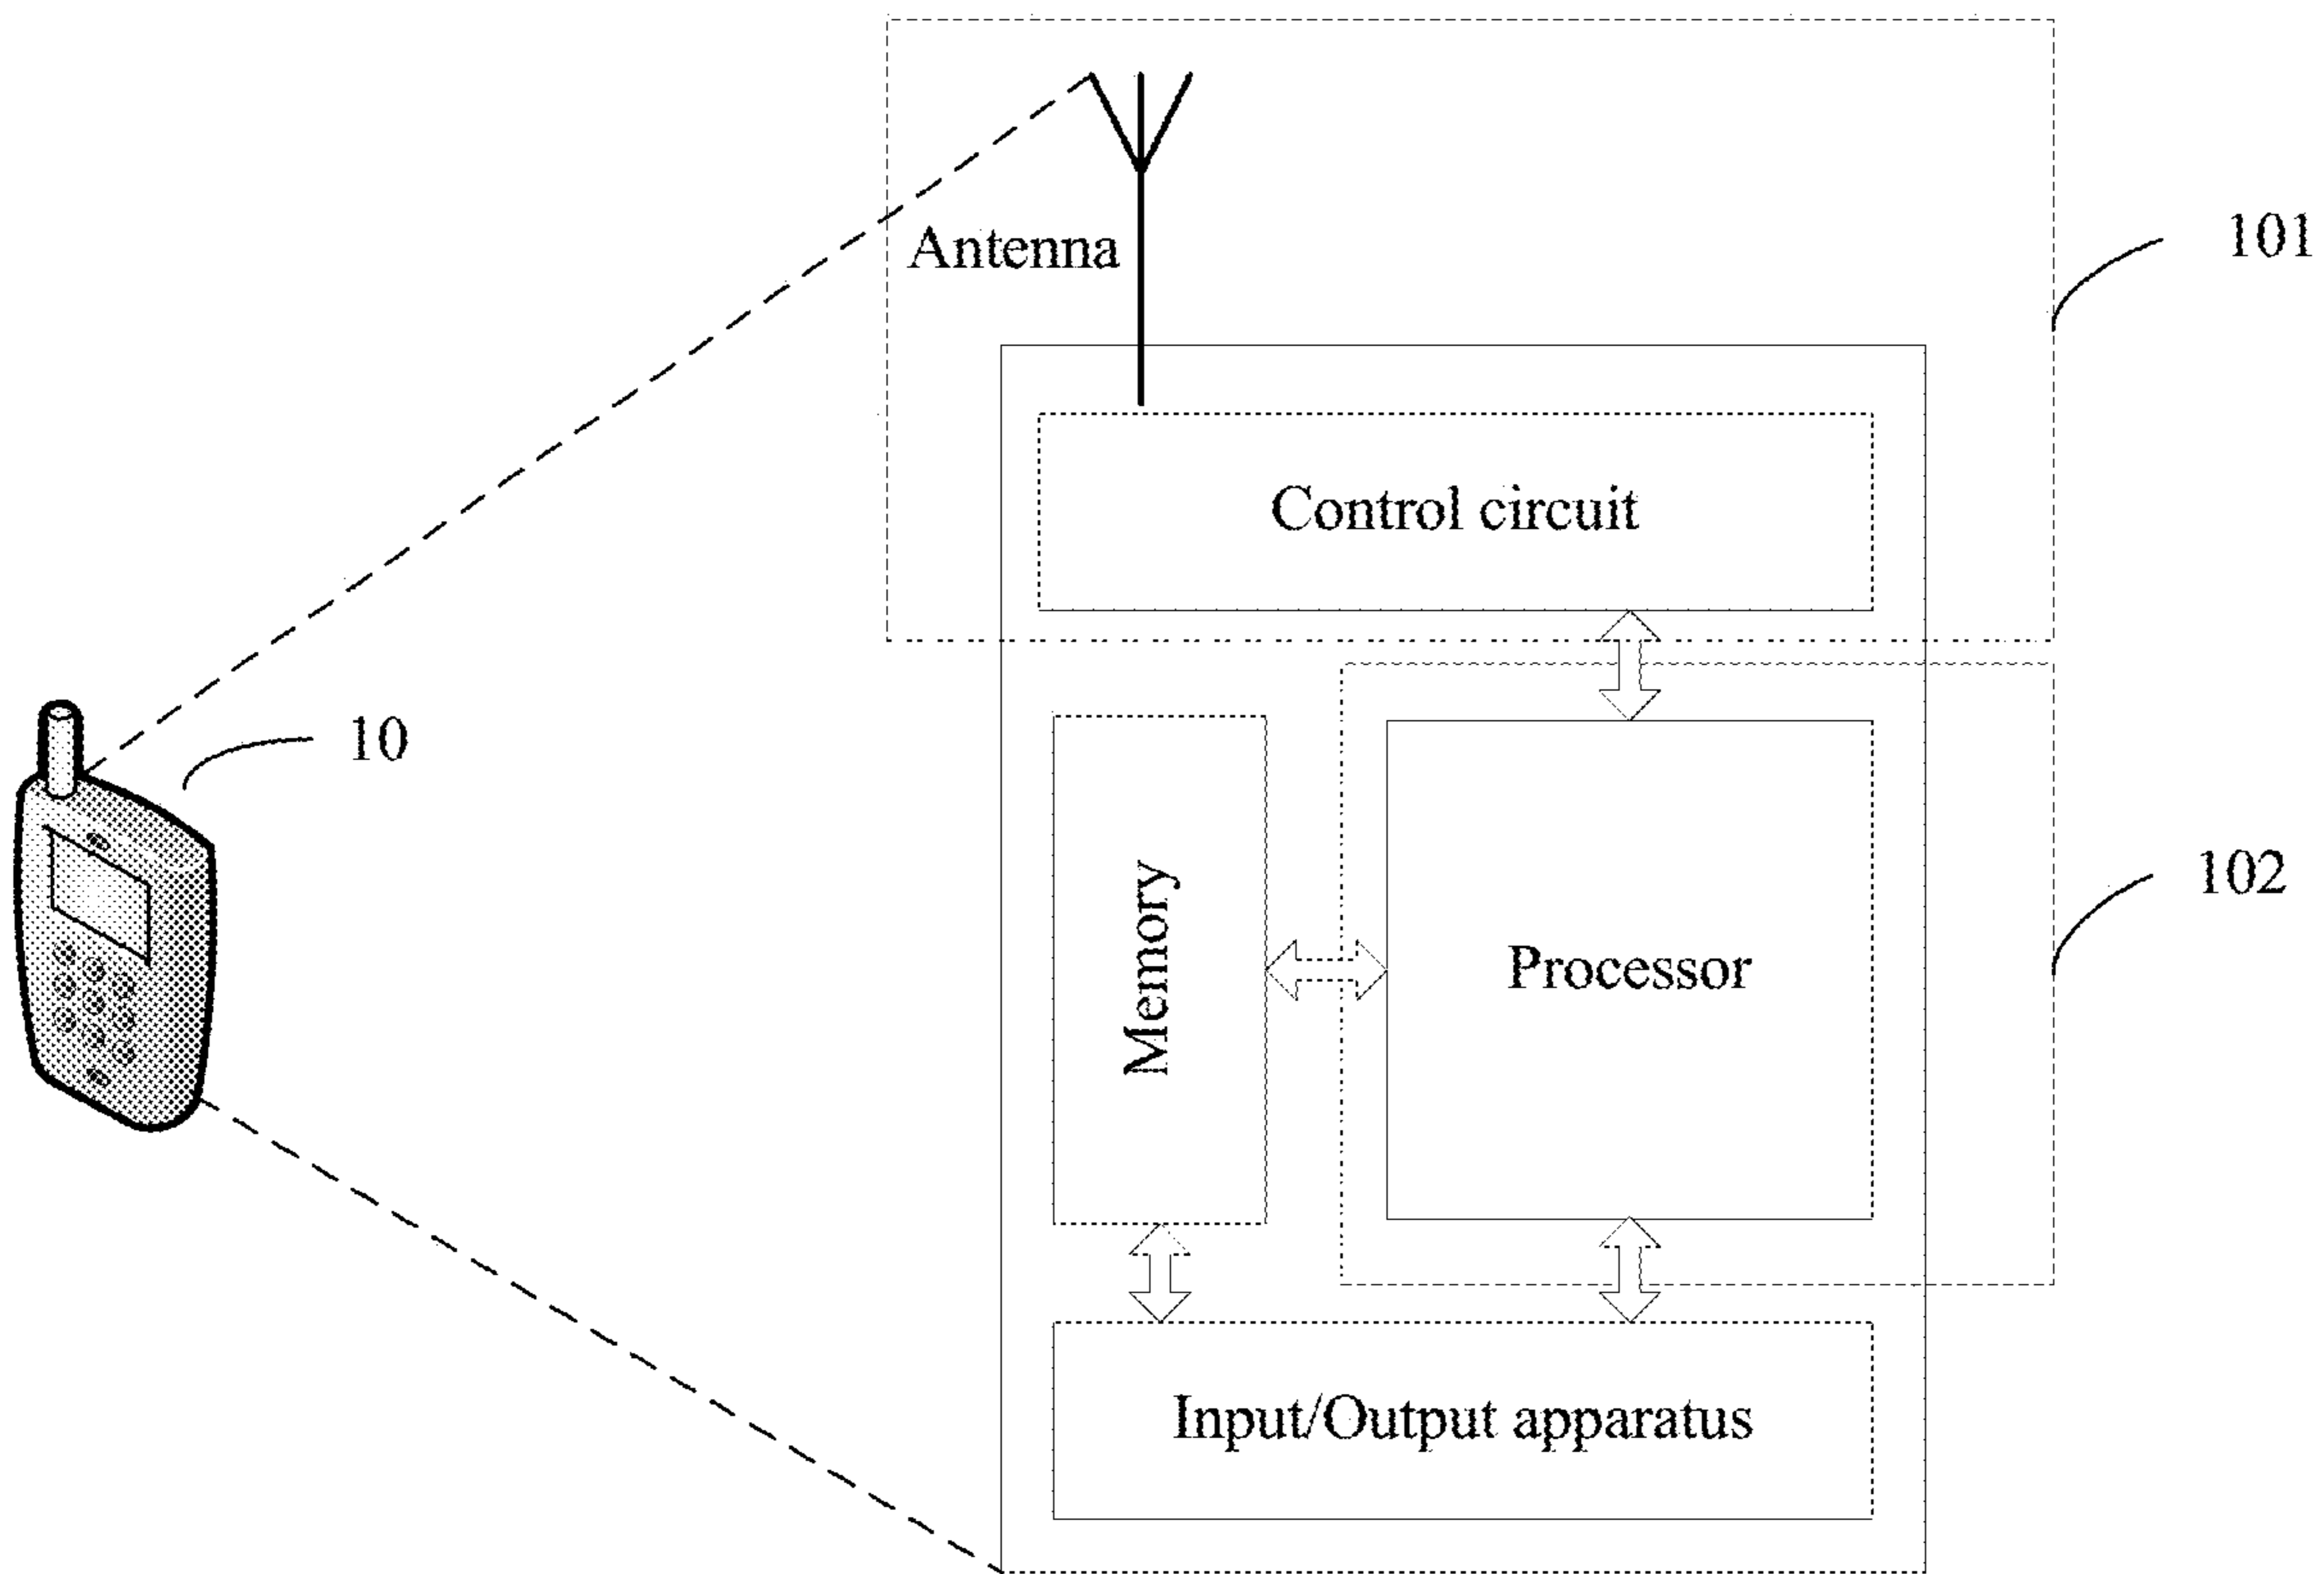 101
Antenna
Control circuit
10
102
Memory
Processor
Input/Output apparatus